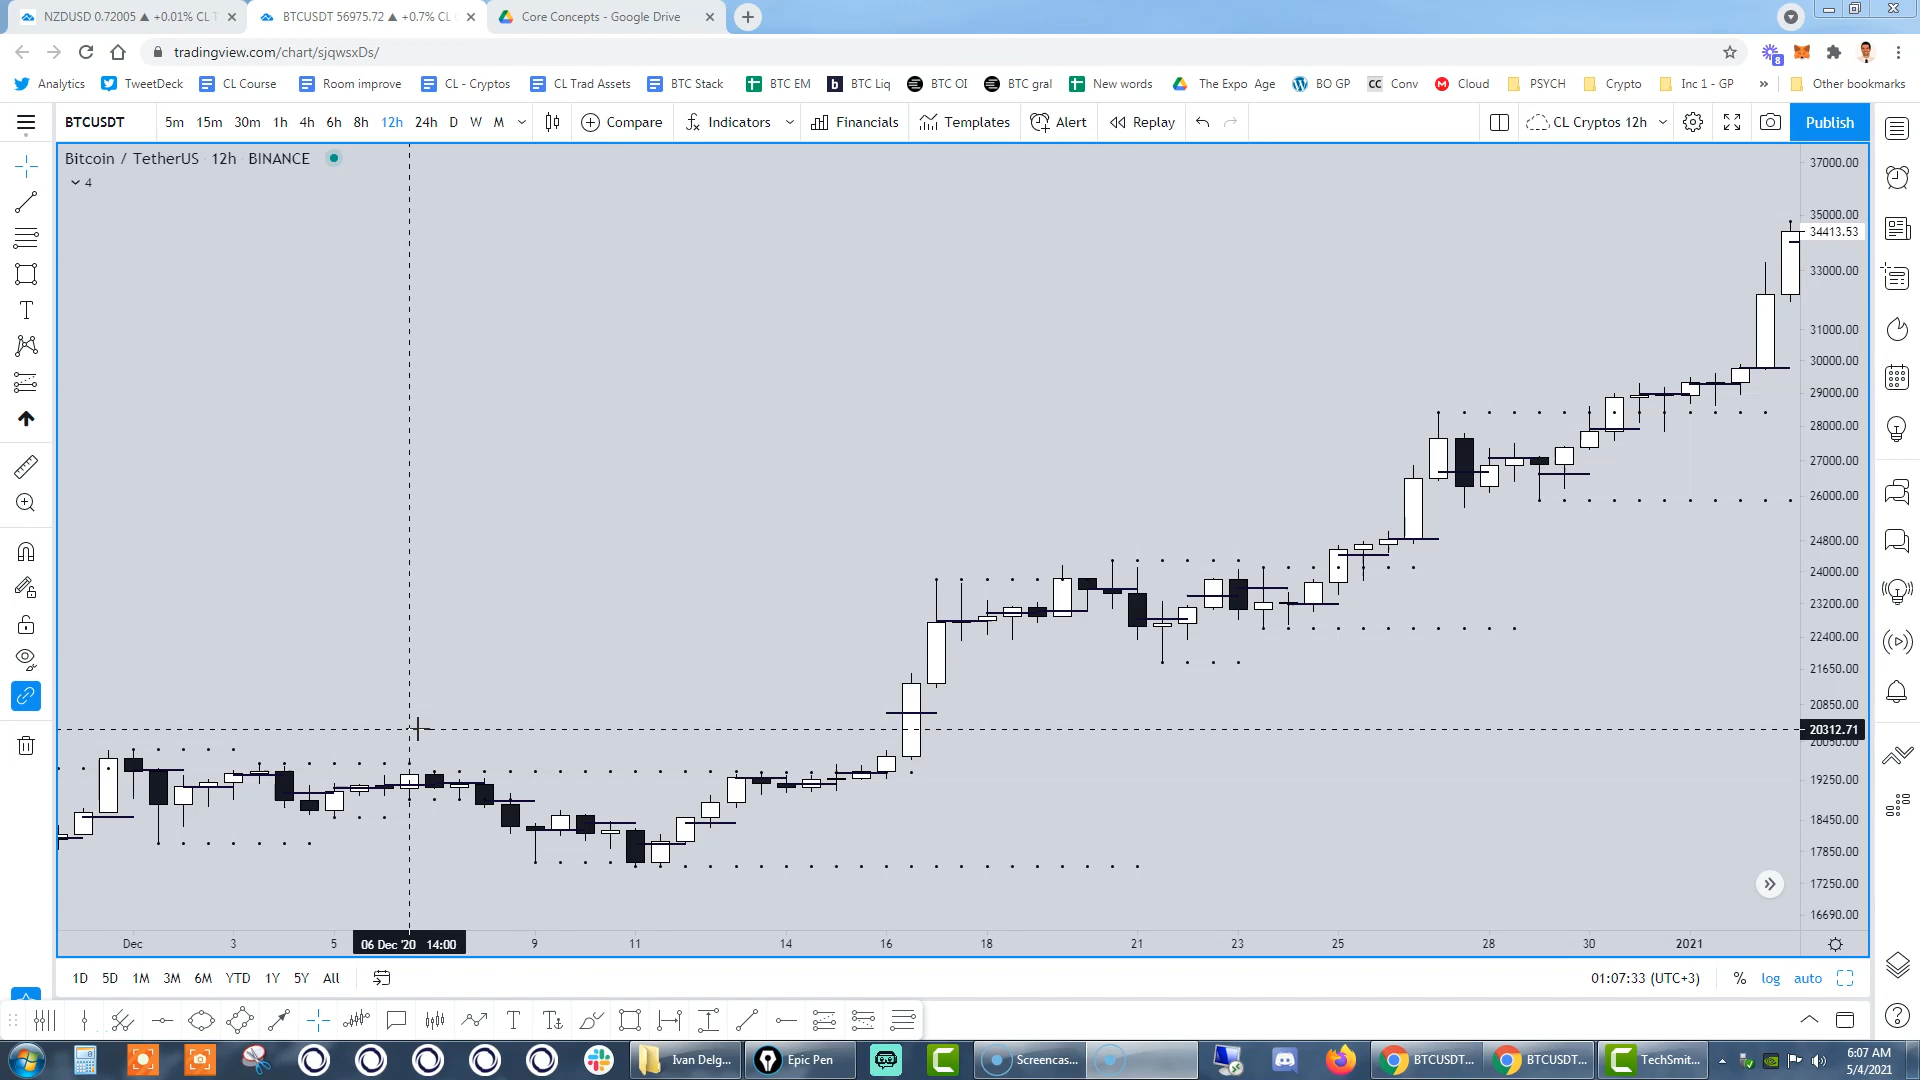 NZDUSD 0.72005 ▲ +0.01% CL T
BTCUSDT 56975.72 ▲ +0.7% CL
Core Concepts - Google Drive
tradingview.com/chart/sjqwsxDs/
8
Analytics
TweetDeck
CL Course
Room improve
CL - Cryptos
CL Trad Assets
BTC Stack
BTC EM
BTC Liq
BTC OI
BTC gral
New words
The Expo Age
BO GP
CC Conv
Cloud
PSYCH
Crypto
Inc 1 - GP
»
Other bookmarks
BTCUSDT
5m 15m 30m 1h 4h 6h 8h 12h 24h D W M
Compare
Indicators
Financials
Templates
Alert
Replay
CL Cryptos 12h
Publish
Bitcoin / TetherUS 12h BINANCE
4
37000.00
35000.00
34413.53
33000.00
31000.00
30000.00
29000.00
28000.00
27000.00
26000.00
24800.00
24000.00
23200.00
22400.00
21650.00
20850.00
20312.71
20050.00
19250.00
18450.00
17850.00
17250.00
16690.00
Dec 3 5 06 Dec '20 14:00 9 11 14 16 18 21 23 25 28 30 2021
1D 5D 1M 3M 6M YTD 1Y 5Y All
01:07:33 (UTC+3)
% log auto
Ivan Delg...
Epic Pen
Screencas...
BTCUSDT...
BTCUSDT...
TechSmit...
6:07 AM
5/4/2021